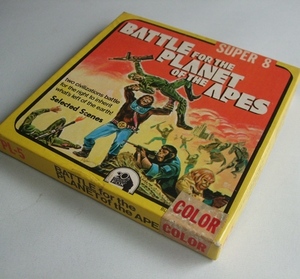 SUPER 8
BATTLE
FOR THE
PLANET
OF THE
APES
Two civilizations battle
for the right to inherit
what's left of the earth!
Selected Scenes
COLOR
BATTLE for the
PLANET of the APE
COLOR